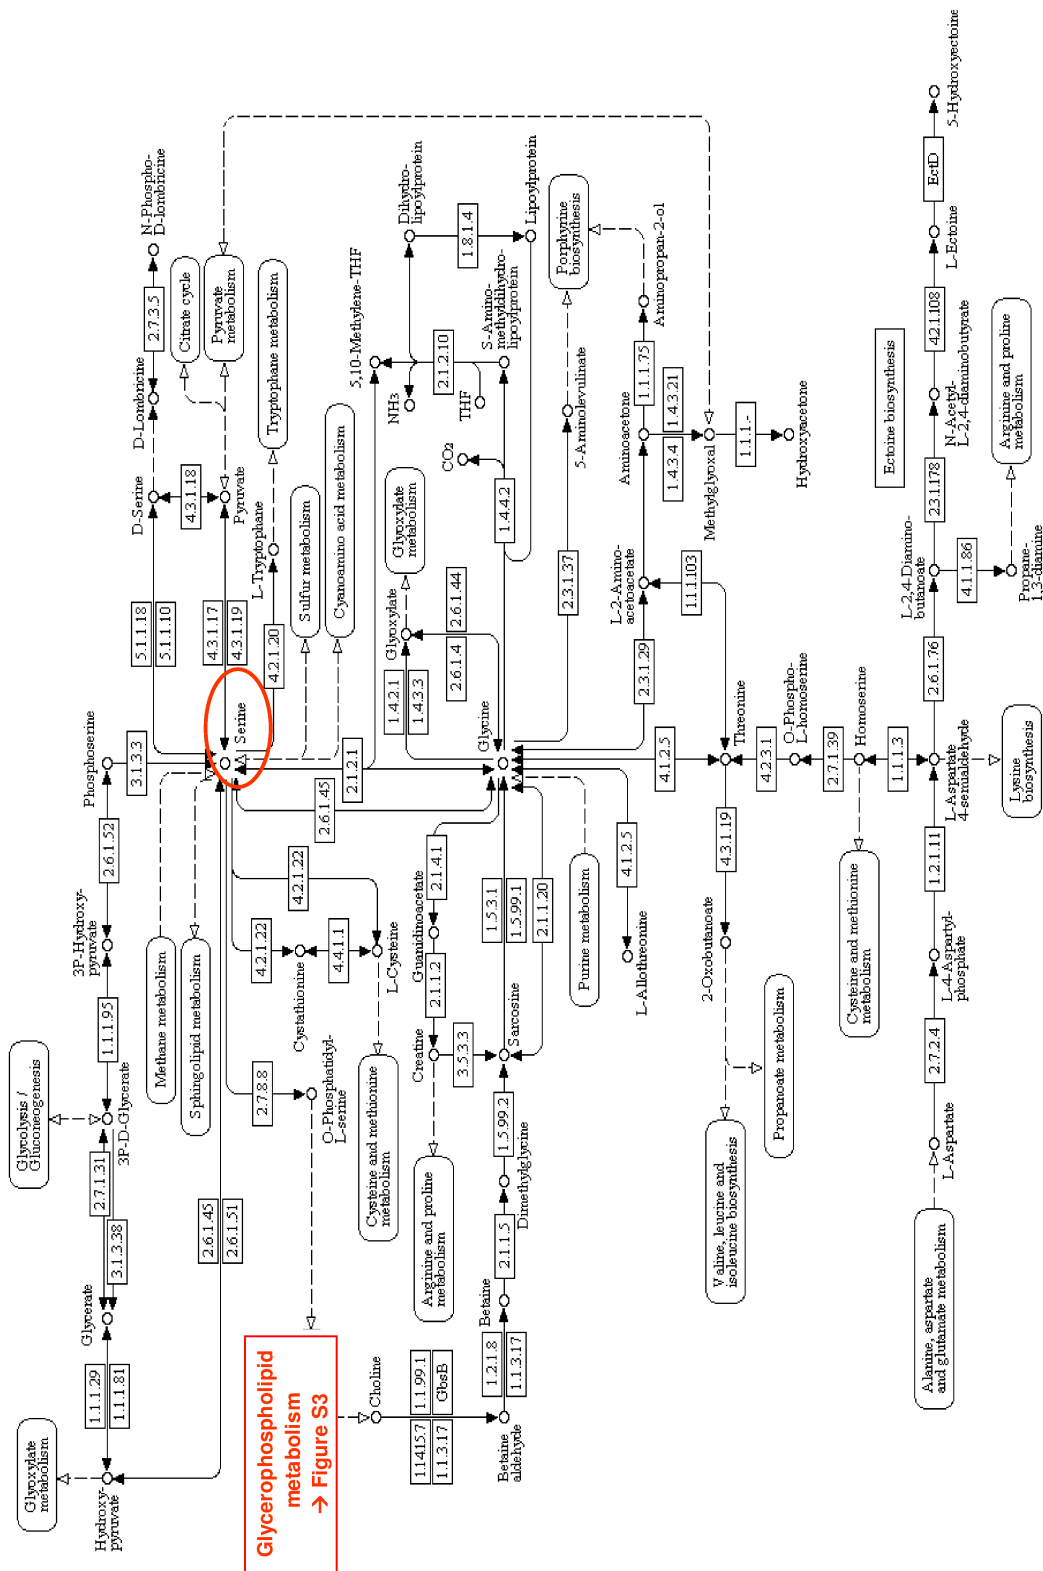 Glyoxylate
metabolism
Hydroxy-
pyruvate
1.1.1.29
1.1.1.81
Glycerate
2.7.1.31
3.1.3.38
Glycolysis /
Gluconeogenesis
3P-D-Glycerate
1.1.1.95
3P-Hydroxy-
pyruvate
2.6.1.52
Phosphoserine
3.1.3.3
Methane metabolism
Sphingolipid metabolism
2.6.1.45
2.6.1.51
5.1.1.18
5.1.1.10
D-Serine
D-Lombricine
2.7.3.5
N-Phospho-
D-lombricine
4.3.1.18
Citrate cycle
Pyruvate
metabolism
Serine
4.3.1.17
4.3.1.19
Pyruvate
4.2.1.20
L-Tryptophane
Tryptophane metabolism
Sulfur metabolism
Cyanoamino acid metabolism
Glycerophospholipid
metabolism
→ Figure S3
2.7.8.8
O-Phosphatidyl-
L-serine
4.2.1.22
Cystathionine
4.4.1.1
4.2.1.22
L-Cysteine
Cysteine and methionine
metabolism
2.6.1.45
2.1.2.1
5,10-Methylene-THF
Dihydro-
lipoylprotein
NH3
2.1.2.10
1.8.1.4
THF
S-Amino-
methyldihydro-
lipoylprotein
Lipoylprotein
CO2
1.4.4.2
Glyoxylate
metabolism
Glyoxylate
1.4.2.1
1.4.3.3
2.6.1.44
2.6.1.4
Glycine
Choline
1.14.15.7
1.1.99.1
1.1.3.17
GbsB
Betaine
aldehyde
1.2.1.8
1.1.3.17
Betaine
2.1.1.5
Dimethylglycine
1.5.99.2
Sarcosine
Arginine and proline
metabolism
Creatine
2.1.1.2
Guanidinoacetate
2.1.4.1
3.5.3.3
1.5.3.1
1.5.99.1
2.1.1.20
Purine metabolism
2.3.1.37
5-Aminolevulinate
Porphyrine
biosynthesis
4.1.2.5
L-Allothreonine
2.3.1.29
L-2-Amino-
acetoacetate
Aminoacetone
1.1.1.75
Aminopropan-2-ol
1.4.3.4
1.4.3.21
Methylglyoxal
1.1.1.-
Hydroxyacetone
1.1.1.103
4.1.2.5
Threonine
4.3.1.19
2-Oxobutanoate
Valine, leucine and
isoleucine biosynthesis
Propanoate metabolism
4.2.3.1
O-Phospho-
L-homoserine
2.7.1.39
Homoserine
Cysteine and methionine
metabolism
1.1.1.3
Alanine, aspartate
and glutamate metabolism
L-Aspartate
2.7.2.4
L-4-Aspartyl-
phosphate
1.2.1.11
L-Aspartate
4-semialdehyde
Lysine
biosynthesis
2.6.1.76
L-2,4-Diamino-
butanoate
Ectoine biosynthesis
2.3.1.178
N-Acetyl-
L-2,4-diaminobutyrate
4.2.1.108
L-Ectoine
EctD
5-Hydroxyectoine
4.1.1.86
Propane-
1,3-diamine
Arginine and proline
metabolism